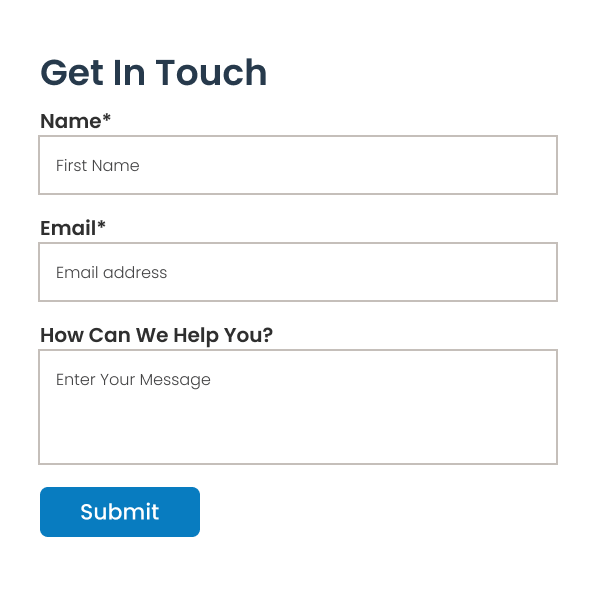 Get In Touch
Name*
First Name
Email*
Email address
How Can We Help You?
Enter Your Message
Submit